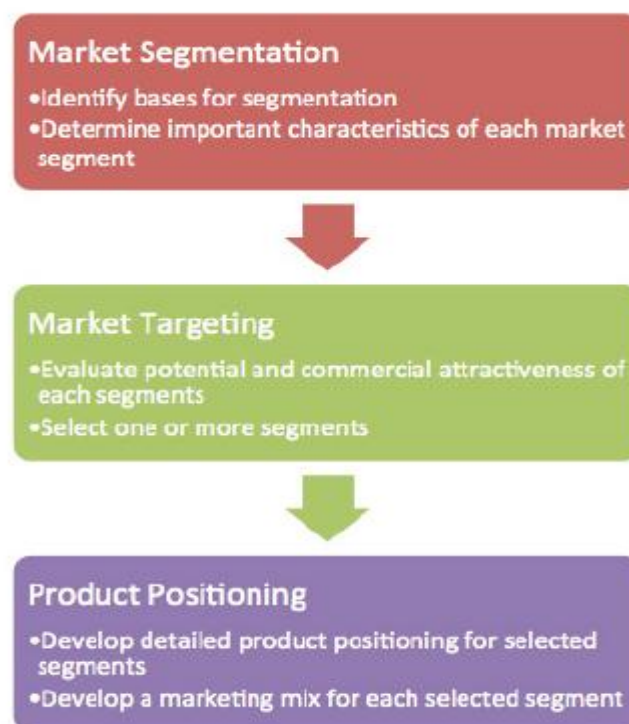 Market Segmentation
•Identify bases for segmentation
•Determine important characteristics of each market
segment
Market Targeting
•Evaluate potential and commercial attractiveness of
each segments
•Select one or more segments
Product Positioning
•Develop detailed product positioning for selected
segments
•Develop a marketing mix for each selected segment